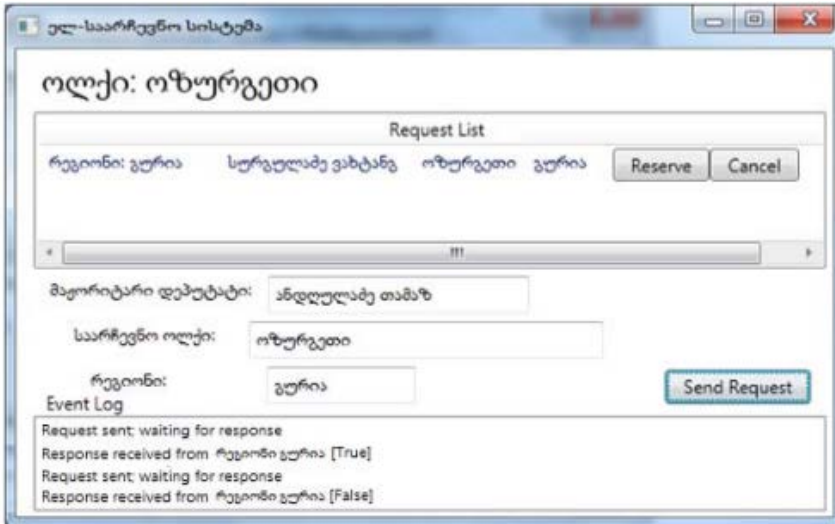 ელ-საარჩევნო სისტემა
ოლქი: ოზურგეთი
Request List
რეგიონი: გურია სურგულაძე ვახტანგ ოზურგეთი გურია Reserve Cancel
მაჟორიტარი დეპუტატი: ანდღულაძე თამაზ
საარჩევნო ოლქი: ოზურგეთი
რეგიონი: გურია Send Request
Event Log
Request sent; waiting for response
Response received from რეგიონი გურია [True]
Request sent; waiting for response
Response received from რეგიონი გურია [False]